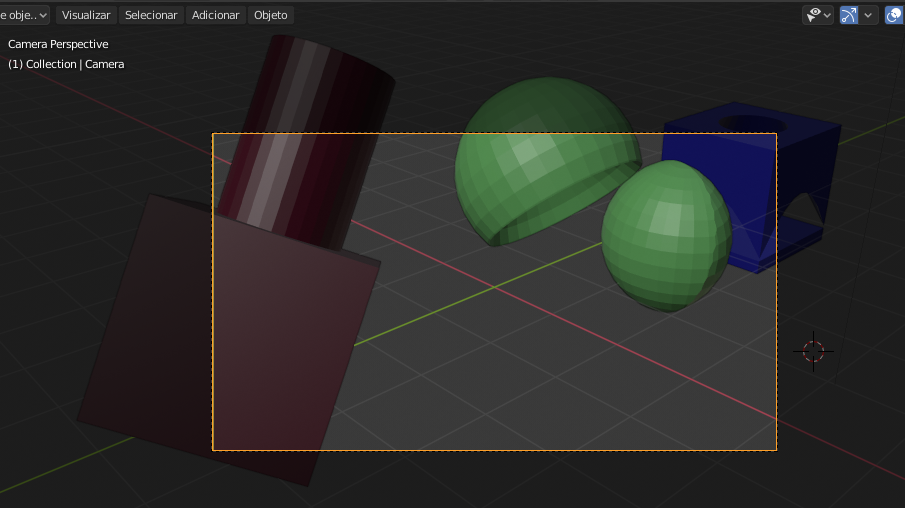 e obje.. Visualizar Selecionar Adicionar Objeto
Camera Perspective
(1) Collection | Camera